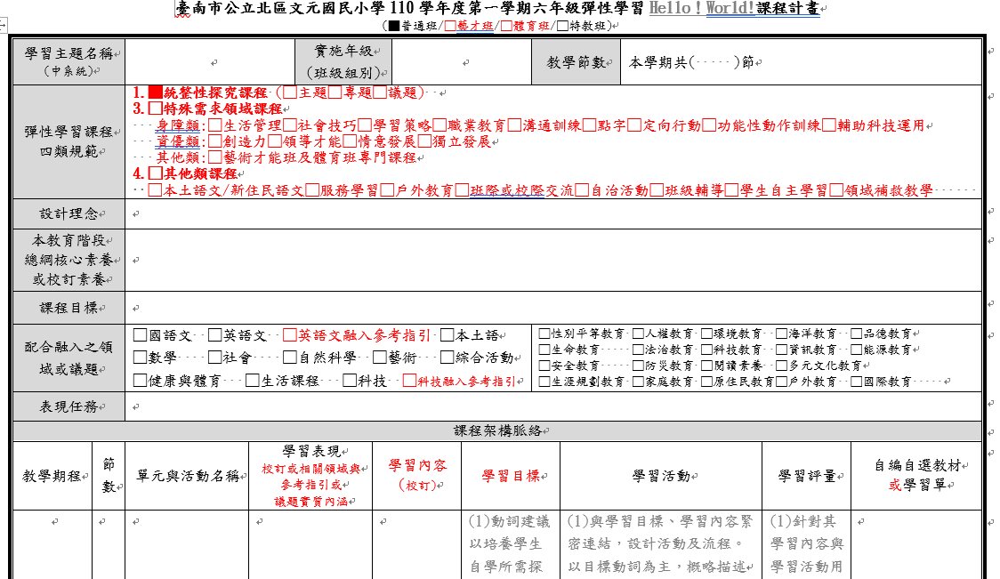 臺南市公立北區文元國民小學 110 學年度第一學期六年級彈性學習 Hello！World!課程計畫
(■普通班/□藝才班/□體育班/□特教班)
學習主題名稱
(中系統)
實施年級
(班級組別)
教學節數
本學期共( )節
彈性學習課程
四類規範
1. ■統整性探究課程 (□主題□專題□議題)
3. □特殊需求領域課程
身障類:□生活管理□社會技巧□學習策略□職業教育□溝通訓練□點字□定向行動□功能性動作訓練□輔助科技運用
資優類:□創造力□領導才能□情意發展□獨立發展
其他類:□藝術才能班及體育班專門課程
4. □其他類課程
□本土語文/新住民語文□服務學習□戶外教育□班際或校際交流□自治活動□班級輔導□學生自主學習□領域補救教學
設計理念
本教育階段
總綱核心素養
或校訂素養
課程目標
配合融入之領
域或議題
□國語文 □英語文 □英語文融入參考指引 □本土語
□數學 □社會 □自然科學 □藝術 □綜合活動
□健康與體育 □生活課程 □科技 □科技融入參考指引
□性別平等教育 □人權教育 □環境教育 □海洋教育 □品德教育
□生命教育 □法治教育 □科技教育 □資訊教育 □能源教育
□安全教育 □防災教育 □閱讀素養 □多元文化教育
□生涯規劃教育 □家庭教育 □原住民教育□戶外教育 □國際教育
表現任務
課程架構脈絡
教學期程
節
數
單元與活動名稱
學習表現
校訂或相關領域與
參考指引或
議題實質內涵
學習內容
(校訂)
學習目標
學習活動
學習評量
自編自選教材
或學習單
(1)動詞建議
以培養學生
自學所需探
(1)與學習目標、學習內容緊
密連結，設計活動及流程。
以目標動詞為主，概略描述
(1)針對其
學習內容與
學習活動用